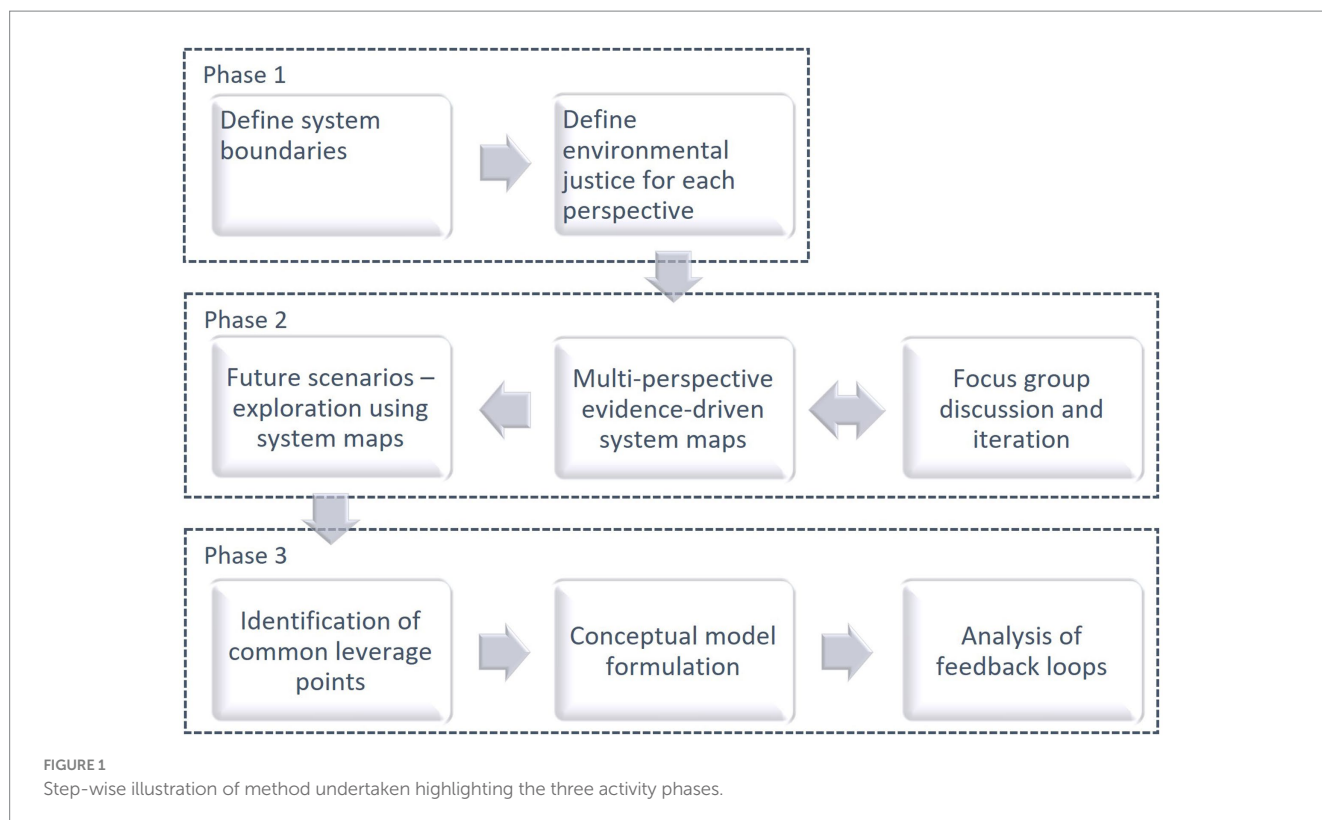 Phase 1
Define system
boundaries
Define
environmental
justice for each
perspective
Phase 2
Future scenarios –
exploration using
system maps
Multi-perspective
evidence-driven
system maps
Focus group
discussion and
iteration
Phase 3
Identification of
common leverage
points
Conceptual model
formulation
Analysis of
feedback loops
FIGURE 1
Step-wise illustration of method undertaken highlighting the three activity phases.